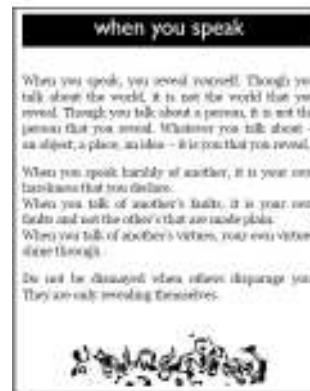 when you speak
When you speak, you reveal yourself. Though you
talk about the world, it is not the world that you
reveal. Though you talk about a person, it is not the
person that you reveal. Whatever you talk about –
an object, a place, an idea – it is you that you reveal.
When you speak harshly of another, it is your own
harshness that you disclose.
When you talk of another's faults, it is your own
faults and not the other's that are made plain.
When you talk of another's virtues, your own virtues
shine through.
Do not be dismayed when others disparage you.
They are only revealing themselves.